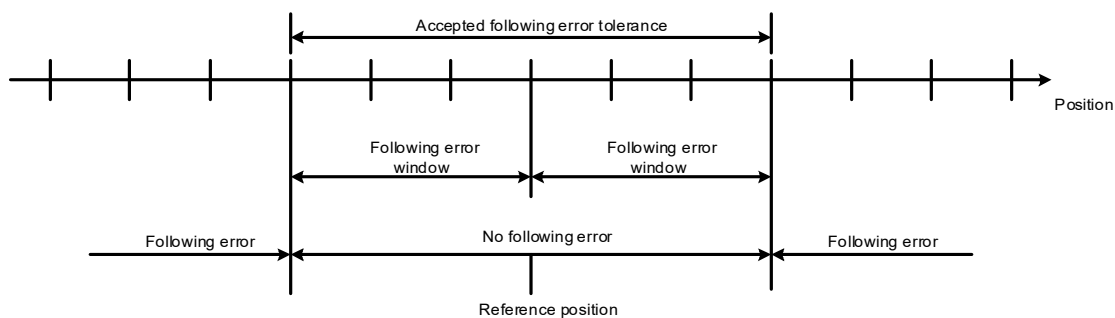 Accepted following error tolerance
Position
Following error
window
Following error
window
Following error
No following error
Following error
Reference position